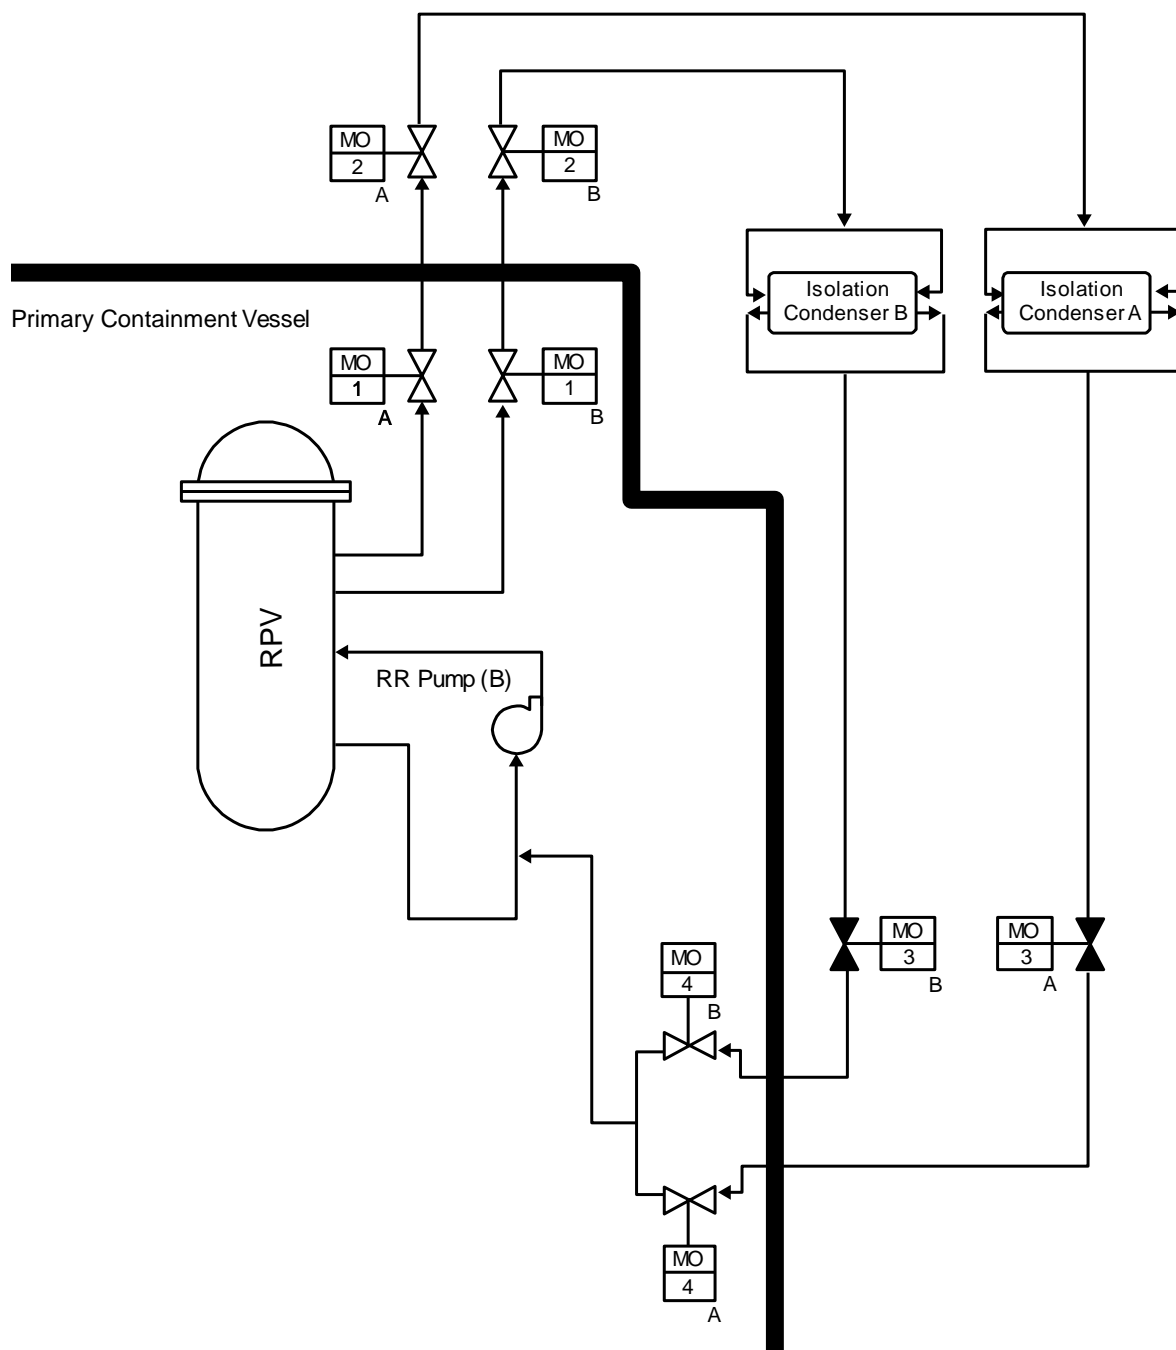 MO
2
A
MO
2
B
Isolation
Condenser B
Isolation
Condenser A
Primary Containment Vessel
MO
1
A
MO
1
B
RPV
RR Pump (B)
MO
3
B
MO
3
A
MO
4
B
MO
4
A